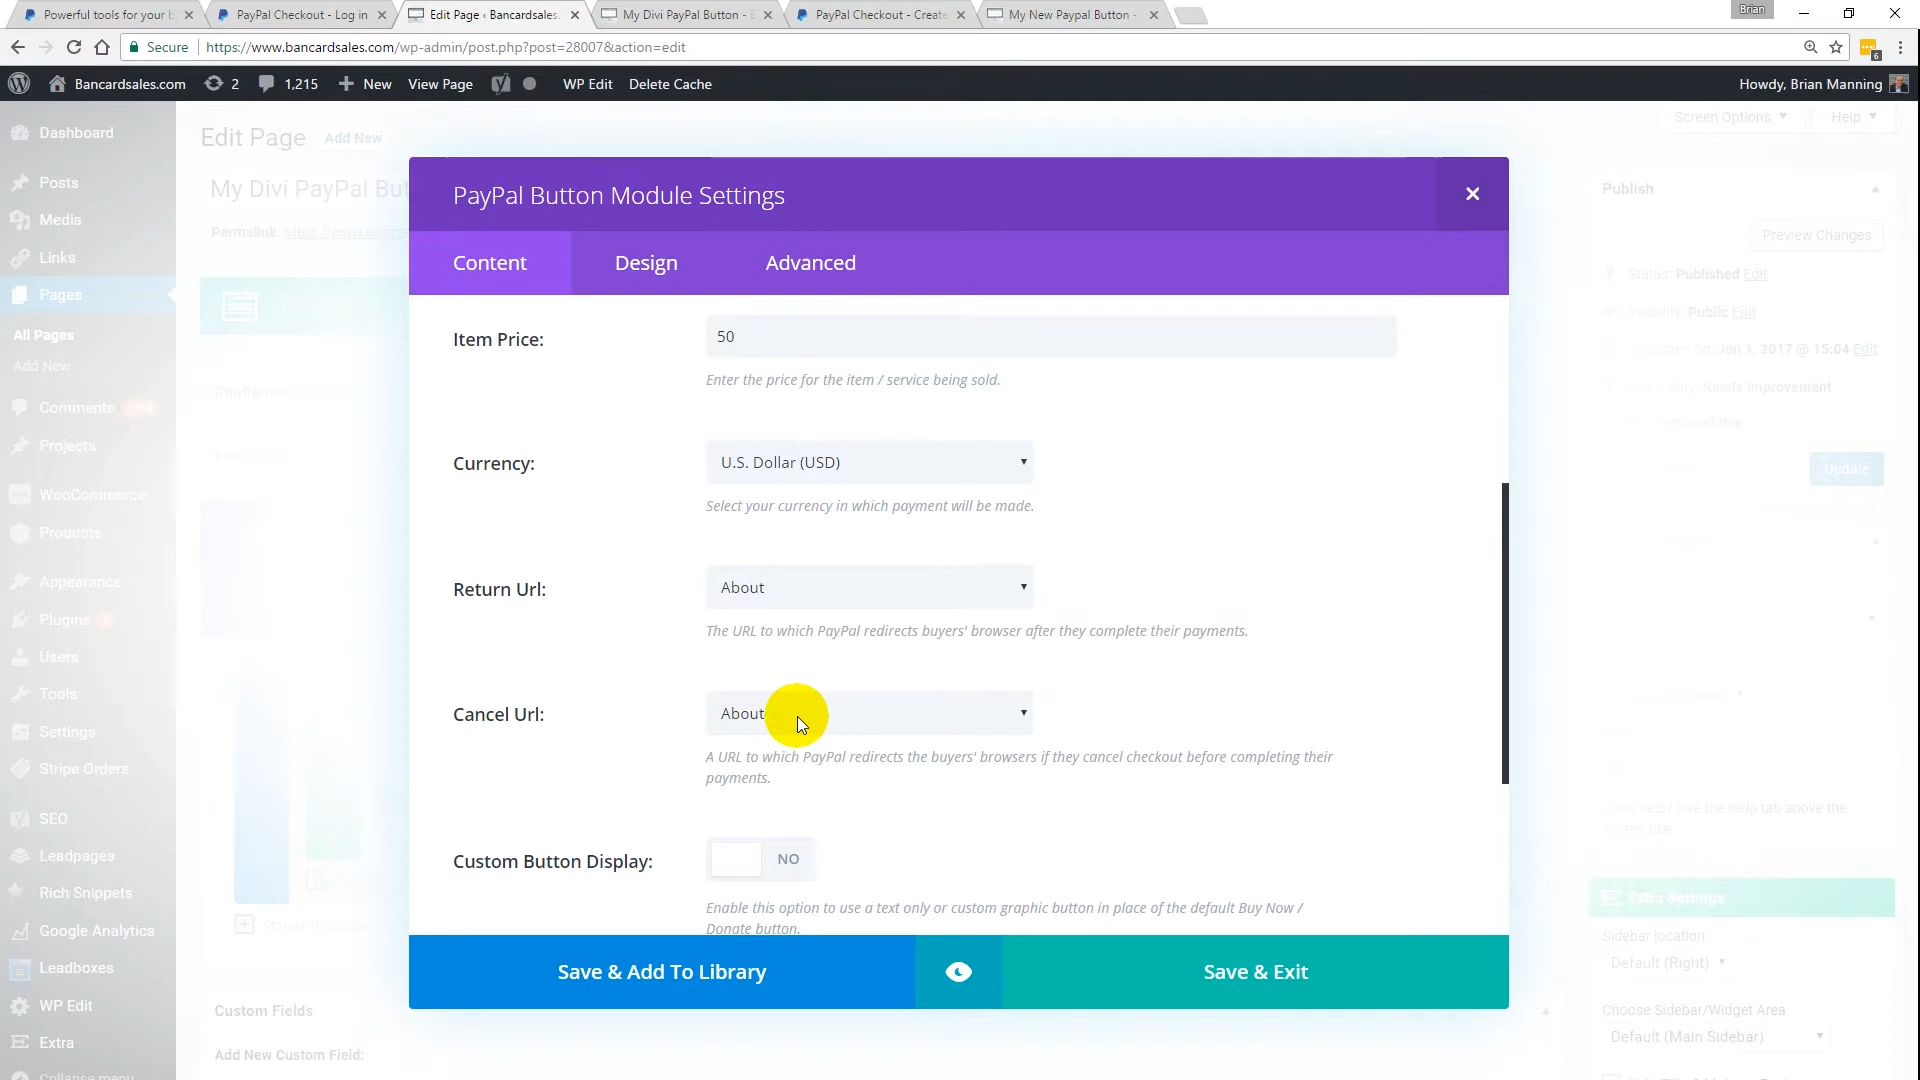 Powerful tools for your b
PayPal Checkout - Log in
Edit Page ‹ Bancardsales.
My Divi PayPal Button - E
PayPal Checkout - Create
My New Paypal Button -
Brian
Secure
https://www.bancardsales.com/wp-admin/post.php?post=28007&action=edit
6
Bancardsales.com
2
1,215
New
View Page
WP Edit
Delete Cache
Howdy, Brian Manning
Dashboard
Posts
Media
Links
Pages
All Pages
Add New
Comments
Projects
WooCommerce
Products
Appearance
Plugins
Users
Tools
Settings
Stripe Orders
SEO
Leadpages
Rich Snippets
Google Analytics
Leadboxes
WP Edit
Extra
Collapse menu
Edit Page
Add New
Screen Options
Help
My Divi PayPal But
Permalink:
PayPal Button Module Settings
Content
Design
Advanced
Item Price:
50
Enter the price for the item / service being sold.
Currency:
U.S. Dollar (USD)
Select your currency in which payment will be made.
Return Url:
About
The URL to which PayPal redirects buyers' browser after they complete their payments.
Cancel Url:
About
A URL to which PayPal redirects the buyers' browsers if they cancel checkout before completing their
payments.
Custom Button Display:
NO
Enable this option to use a text only or custom graphic button in place of the default Buy Now /
Donate button.
Save & Add To Library
Save & Exit
Publish
Preview Changes
Status: Published Edit
Public Edit
Jun 1, 2017 @ 15:04 Edit
Needs improvement
Update
the Help tab above the
Extra Settings
Sidebar location
Default (Right)
Choose Sidebar/Widget Area
Default (Main Sidebar)
Custom Fields
Add New Custom Field: